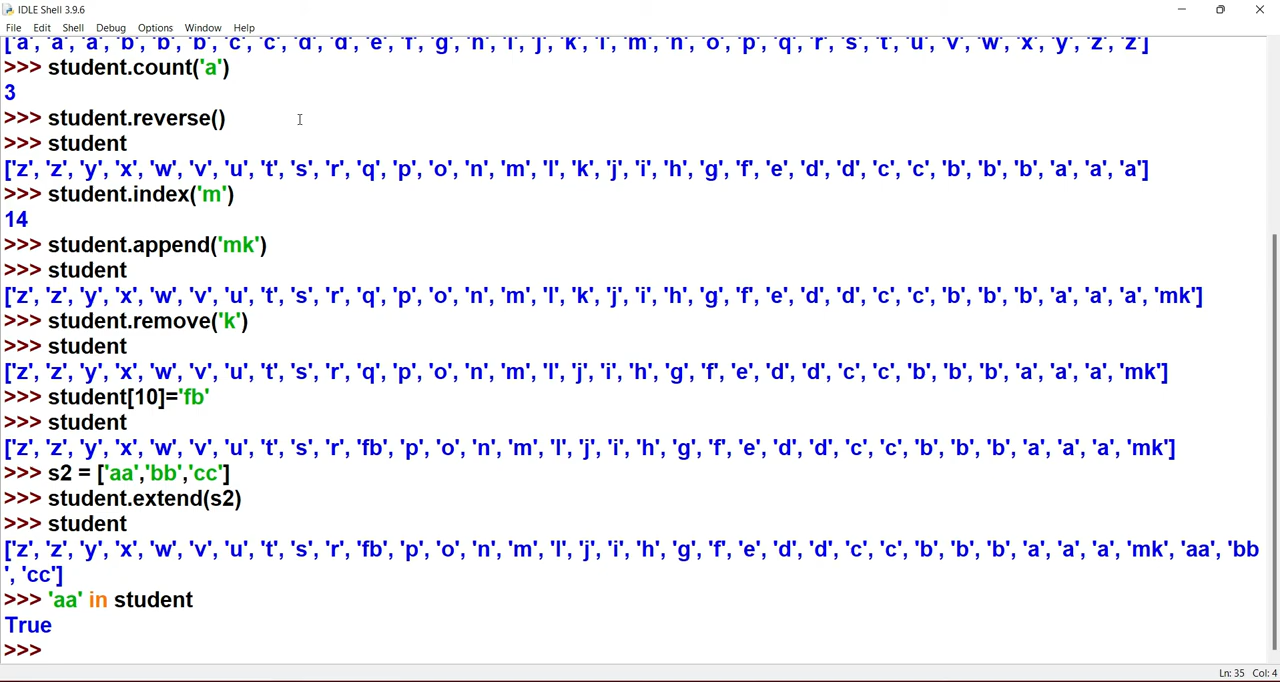 IDLE Shell 3.9.6
File Edit Shell Debug Options Window Help
['a', 'a', 'a', 'b', 'b', 'b', 'c', 'c', 'd', 'd', 'e', 'f', 'g', 'h', 'i', 'j', 'k', 'l', 'm', 'n', 'o', 'p', 'q', 'r', 's', 't', 'u', 'v', 'w', 'x', 'y', 'z', 'z']
>>> student.count('a')
3
>>> student.reverse()
>>> student
['z', 'z', 'y', 'x', 'w', 'v', 'u', 't', 's', 'r', 'q', 'p', 'o', 'n', 'm', 'l', 'k', 'j', 'i', 'h', 'g', 'f', 'e', 'd', 'd', 'c', 'c', 'b', 'b', 'b', 'a', 'a', 'a']
>>> student.index('m')
14
>>> student.append('mk')
>>> student
['z', 'z', 'y', 'x', 'w', 'v', 'u', 't', 's', 'r', 'q', 'p', 'o', 'n', 'm', 'l', 'k', 'j', 'i', 'h', 'g', 'f', 'e', 'd', 'd', 'c', 'c', 'b', 'b', 'b', 'a', 'a', 'a', 'mk']
>>> student.remove('k')
>>> student
['z', 'z', 'y', 'x', 'w', 'v', 'u', 't', 's', 'r', 'q', 'p', 'o', 'n', 'm', 'l', 'j', 'i', 'h', 'g', 'f', 'e', 'd', 'd', 'c', 'c', 'b', 'b', 'b', 'a', 'a', 'a', 'mk']
>>> student[10]='fb'
>>> student
['z', 'z', 'y', 'x', 'w', 'v', 'u', 't', 's', 'r', 'fb', 'p', 'o', 'n', 'm', 'l', 'j', 'i', 'h', 'g', 'f', 'e', 'd', 'd', 'c', 'c', 'b', 'b', 'b', 'a', 'a', 'a', 'mk']
>>> s2 = ['aa','bb','cc']
>>> student.extend(s2)
>>> student
['z', 'z', 'y', 'x', 'w', 'v', 'u', 't', 's', 'r', 'fb', 'p', 'o', 'n', 'm', 'l', 'j', 'i', 'h', 'g', 'f', 'e', 'd', 'd', 'c', 'c', 'b', 'b', 'b', 'a', 'a', 'a', 'mk', 'aa', 'bb
', 'cc']
>>> 'aa' in student
True
>>>
Ln: 35 Col: 4